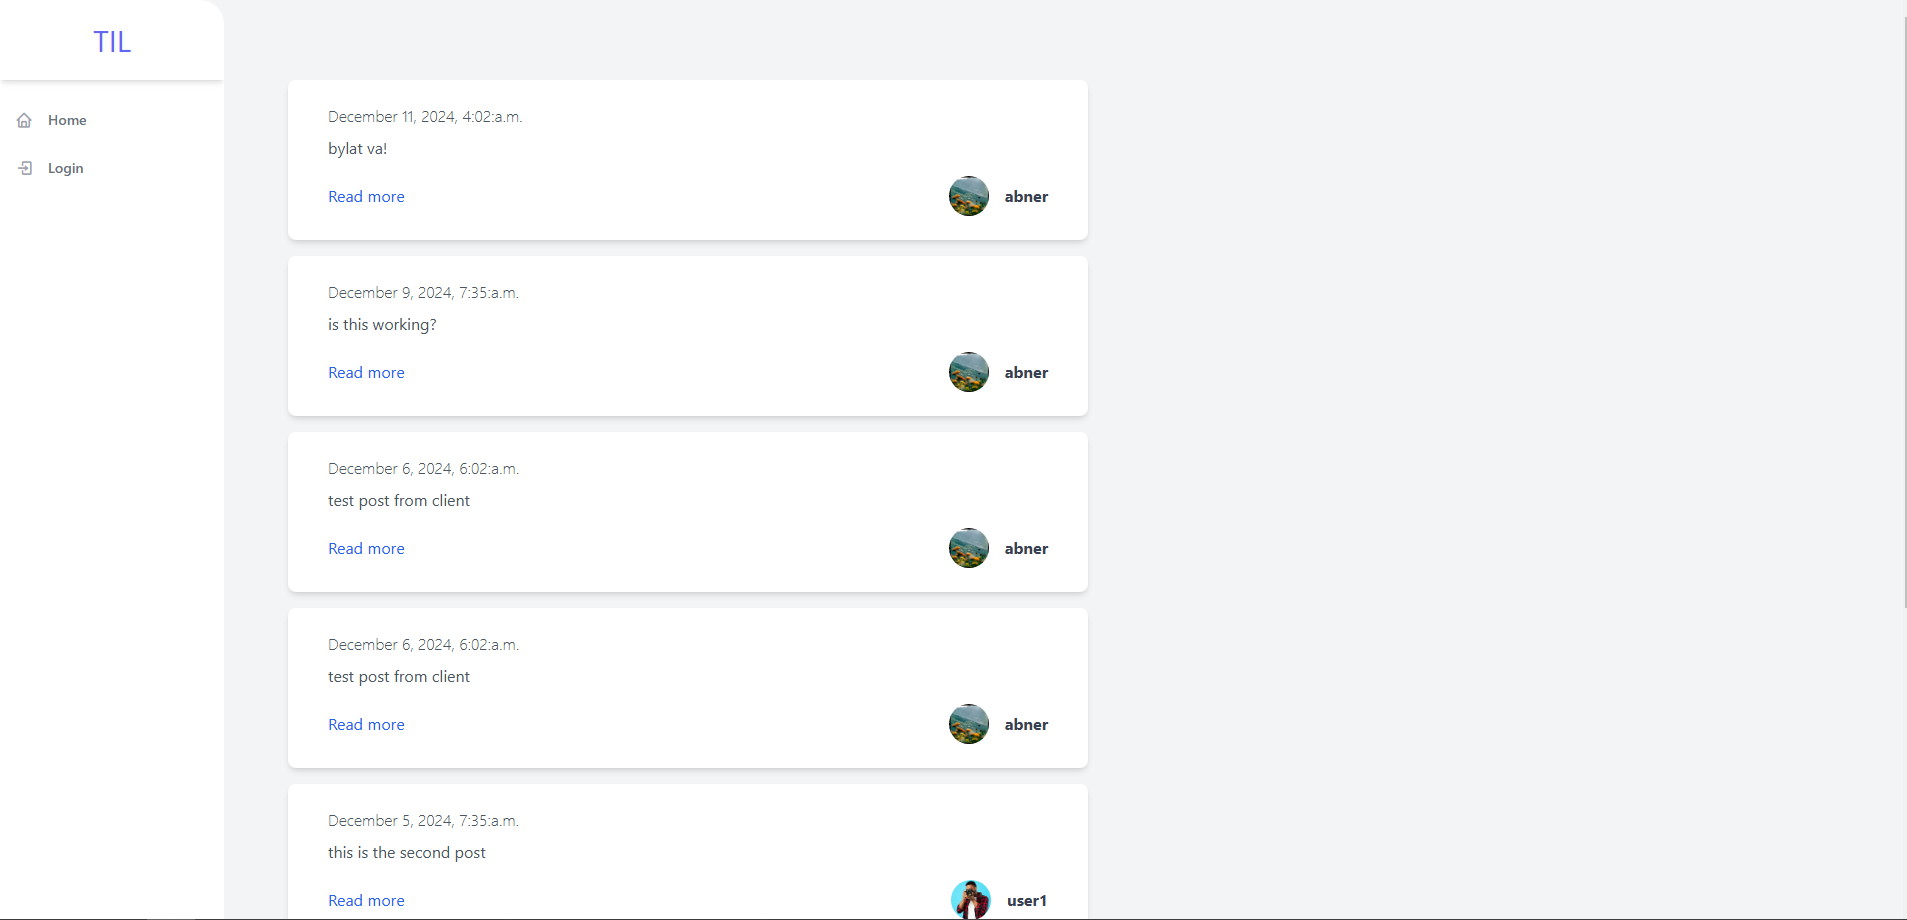 TIL
Home
Login
December 11, 2024, 4:02:a.m.
bylat va!
Read more
abner
December 9, 2024, 7:35:a.m.
is this working?
Read more
abner
December 6, 2024, 6:02:a.m.
test post from client
Read more
abner
December 6, 2024, 6:02:a.m.
test post from client
Read more
abner
December 5, 2024, 7:35:a.m.
this is the second post
Read more
user1